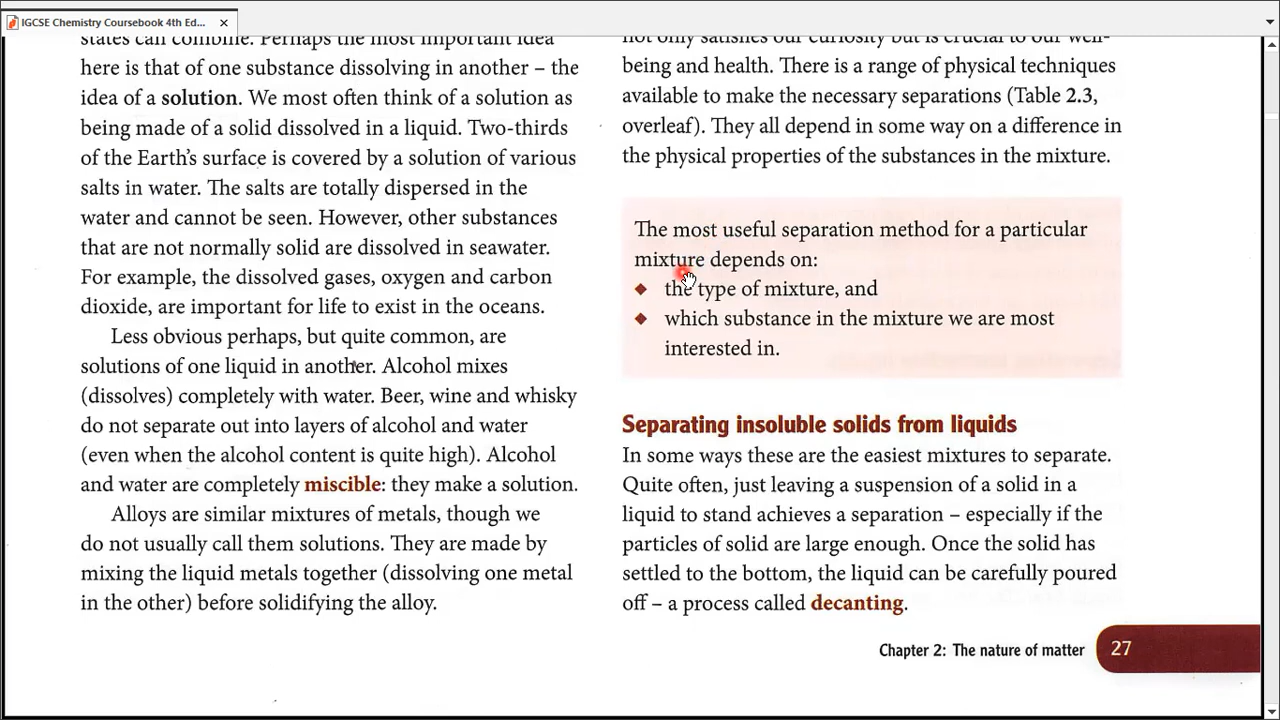 IGCSE Chemistry Coursebook 4th Ed...
states can combine. Perhaps the most important idea
here is that of one substance dissolving in another – the
idea of a solution. We most often think of a solution as
being made of a solid dissolved in a liquid. Two-thirds
of the Earth's surface is covered by a solution of various
salts in water. The salts are totally dispersed in the
water and cannot be seen. However, other substances
that are not normally solid are dissolved in seawater.
For example, the dissolved gases, oxygen and carbon
dioxide, are important for life to exist in the oceans.
Less obvious perhaps, but quite common, are
solutions of one liquid in another. Alcohol mixes
(dissolves) completely with water. Beer, wine and whisky
do not separate out into layers of alcohol and water
(even when the alcohol content is quite high). Alcohol
and water are completely miscible: they make a solution.
Alloys are similar mixtures of metals, though we
do not usually call them solutions. They are made by
mixing the liquid metals together (dissolving one metal
in the other) before solidifying the alloy.
not only satisfies our curiosity but is crucial to our well-
being and health. There is a range of physical techniques
available to make the necessary separations (Table 2.3,
overleaf). They all depend in some way on a difference in
the physical properties of the substances in the mixture.
The most useful separation method for a particular
mixture depends on:
◆ the type of mixture, and
◆ which substance in the mixture we are most
interested in.
Separating insoluble solids from liquids
In some ways these are the easiest mixtures to separate.
Quite often, just leaving a suspension of a solid in a
liquid to stand achieves a separation – especially if the
particles of solid are large enough. Once the solid has
settled to the bottom, the liquid can be carefully poured
off – a process called decanting.
Chapter 2: The nature of matter 27